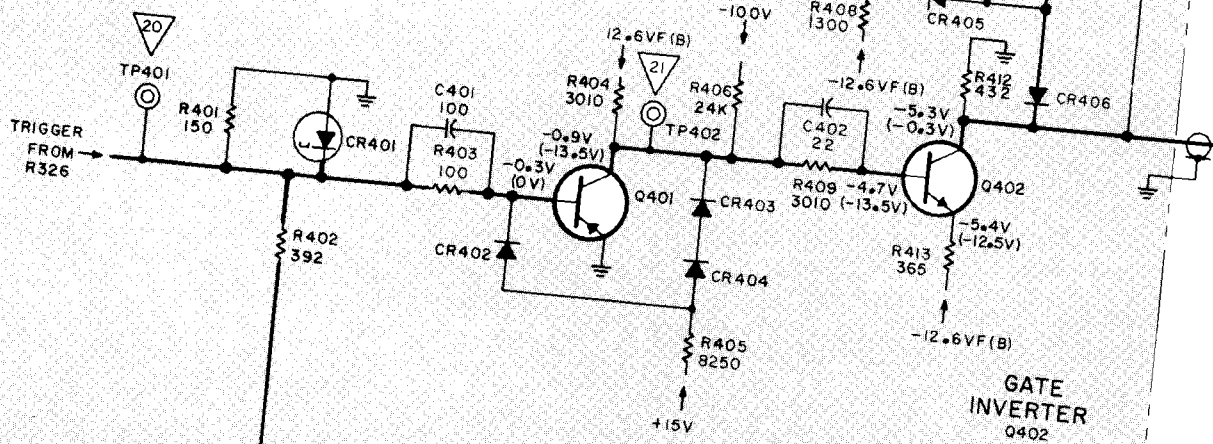 20
TP401
TRIGGER
FROM
R326
R401
150
CR401
R402
392
C401
100
R403
100
CR402
12.6VF(B)
R404
3010
21
TP402
-0.9V
(-13.5V)
-0.3V
(0V)
Q401
-100V
R406
24K
CR403
CR404
R405
8250
+15V
R408
1300
-12.6VF(B)
C402
22
R409
3010
-4.7V
(-13.5V)
-5.3V
(-0.3V)
Q402
-5.4V
(-12.5V)
R413
365
-12.6VF(B)
CR405
R412
432
CR406
GATE
INVERTER
Q402